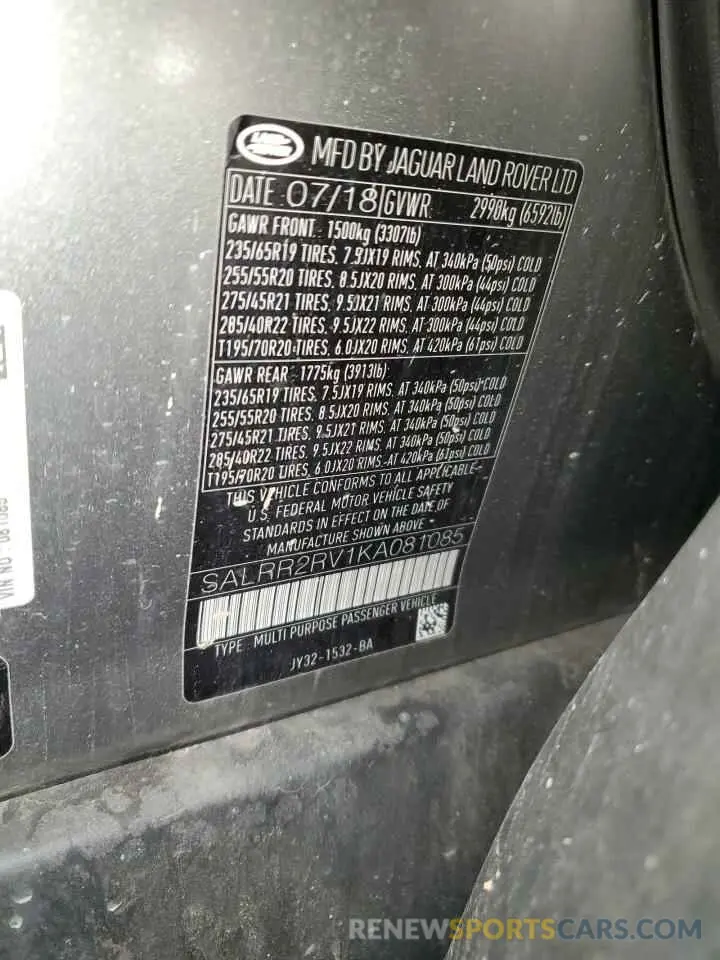 LAND ROVER
MFD BY JAGUAR LAND ROVER LTD
DATE 07/18 GVWR 2990kg (6592lb)
GAWR FRONT 1500kg (3307lb)
235/65R19 TIRES, 7.5JX19 RIMS, AT 340kPa (50psi) COLD
255/55R20 TIRES, 8.5JX20 RIMS, AT 300kPa (44psi) COLD
275/45R21 TIRES, 9.5JX21 RIMS, AT 300kPa (44psi) COLD
285/40R22 TIRES, 9.5JX22 RIMS, AT 300kPa (44psi) COLD
T195/70R20 TIRES, 6.0JX20 RIMS, AT 420kPa (61psi) COLD
GAWR REAR 1775kg (3913lb)
235/65R19 TIRES, 7.5JX19 RIMS, AT 340kPa (50psi) COLD
255/55R20 TIRES, 8.5JX20 RIMS, AT 340kPa (50psi) COLD
275/45R21 TIRES, 9.5JX21 RIMS, AT 340kPa (50psi) COLD
285/40R22 TIRES, 9.5JX22 RIMS, AT 340kPa (50psi) COLD
T195/70R20 TIRES, 6.0JX20 RIMS, AT 420kPa (61psi) COLD
THIS VEHICLE CONFORMS TO ALL APPLICABLE
U.S. FEDERAL MOTOR VEHICLE SAFETY
STANDARDS IN EFFECT ON THE DATE OF
MANUFACTURE SHOWN ABOVE
SALRR2RV1KA081085
TYPE: MULTI PURPOSE PASSENGER VEHICLE
JY32-1532-BA
VIN NO: 081085
RENEWSPORTSCARS.COM